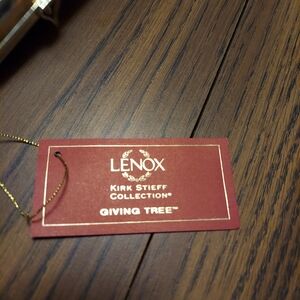 LENOX
KIRK STIEFF
COLLECTION®
GIVING TREE™